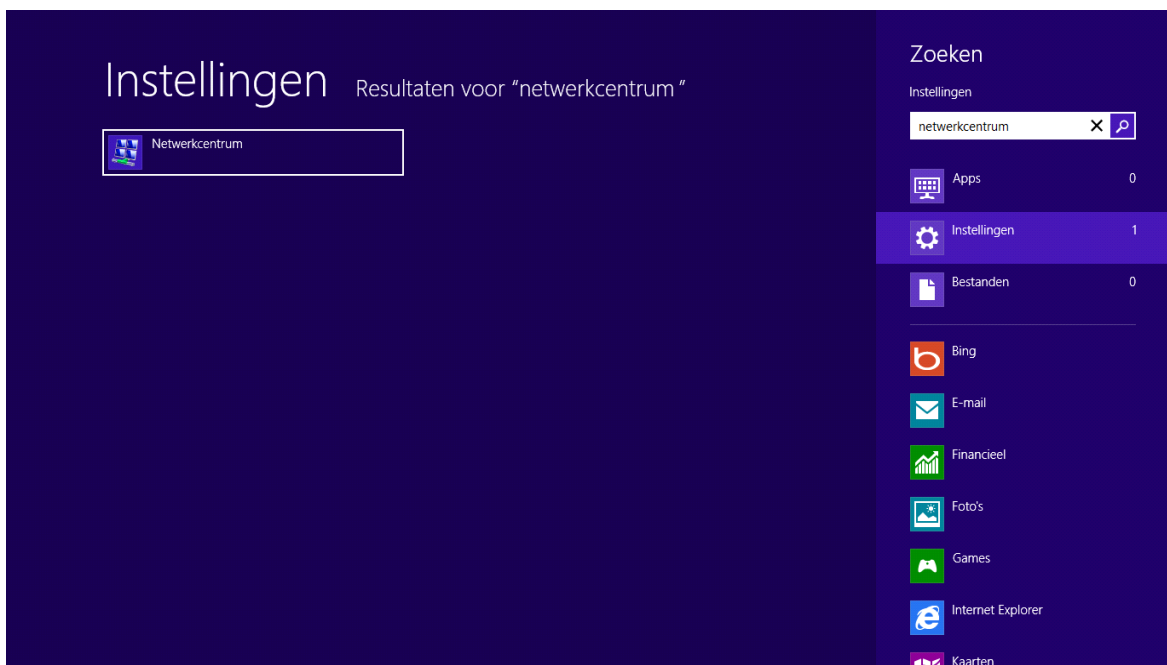 Instellingen Resultaten voor “netwerkcentrum ”
Netwerkcentrum
Zoeken
Instellingen
netwerkcentrum
Apps 0
Instellingen 1
Bestanden 0
Bing
E-mail
Financieel
Foto's
Games
Internet Explorer
Kaarten